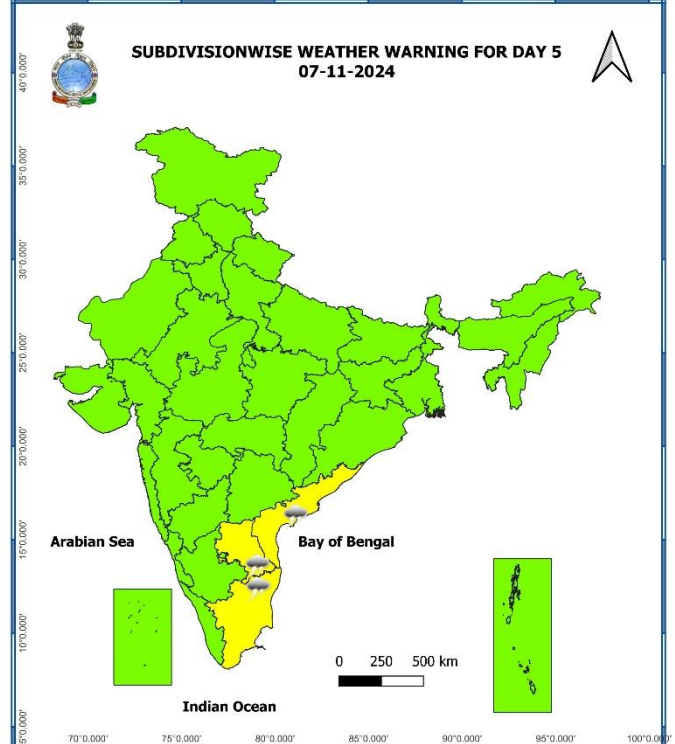 SUBDIVISIONWISE WEATHER WARNING FOR DAY 5
07-11-2024
40°0.000'
35°0.000'
30°0.000'
25°0.000'
20°0.000'
15°0.000'
10°0.000'
5°0.000'
Arabian Sea
Bay of Bengal
0 250 500 km
Indian Ocean
70°0.000' 75°0.000' 80°0.000' 85°0.000' 90°0.000' 95°0.000' 100°0.000'